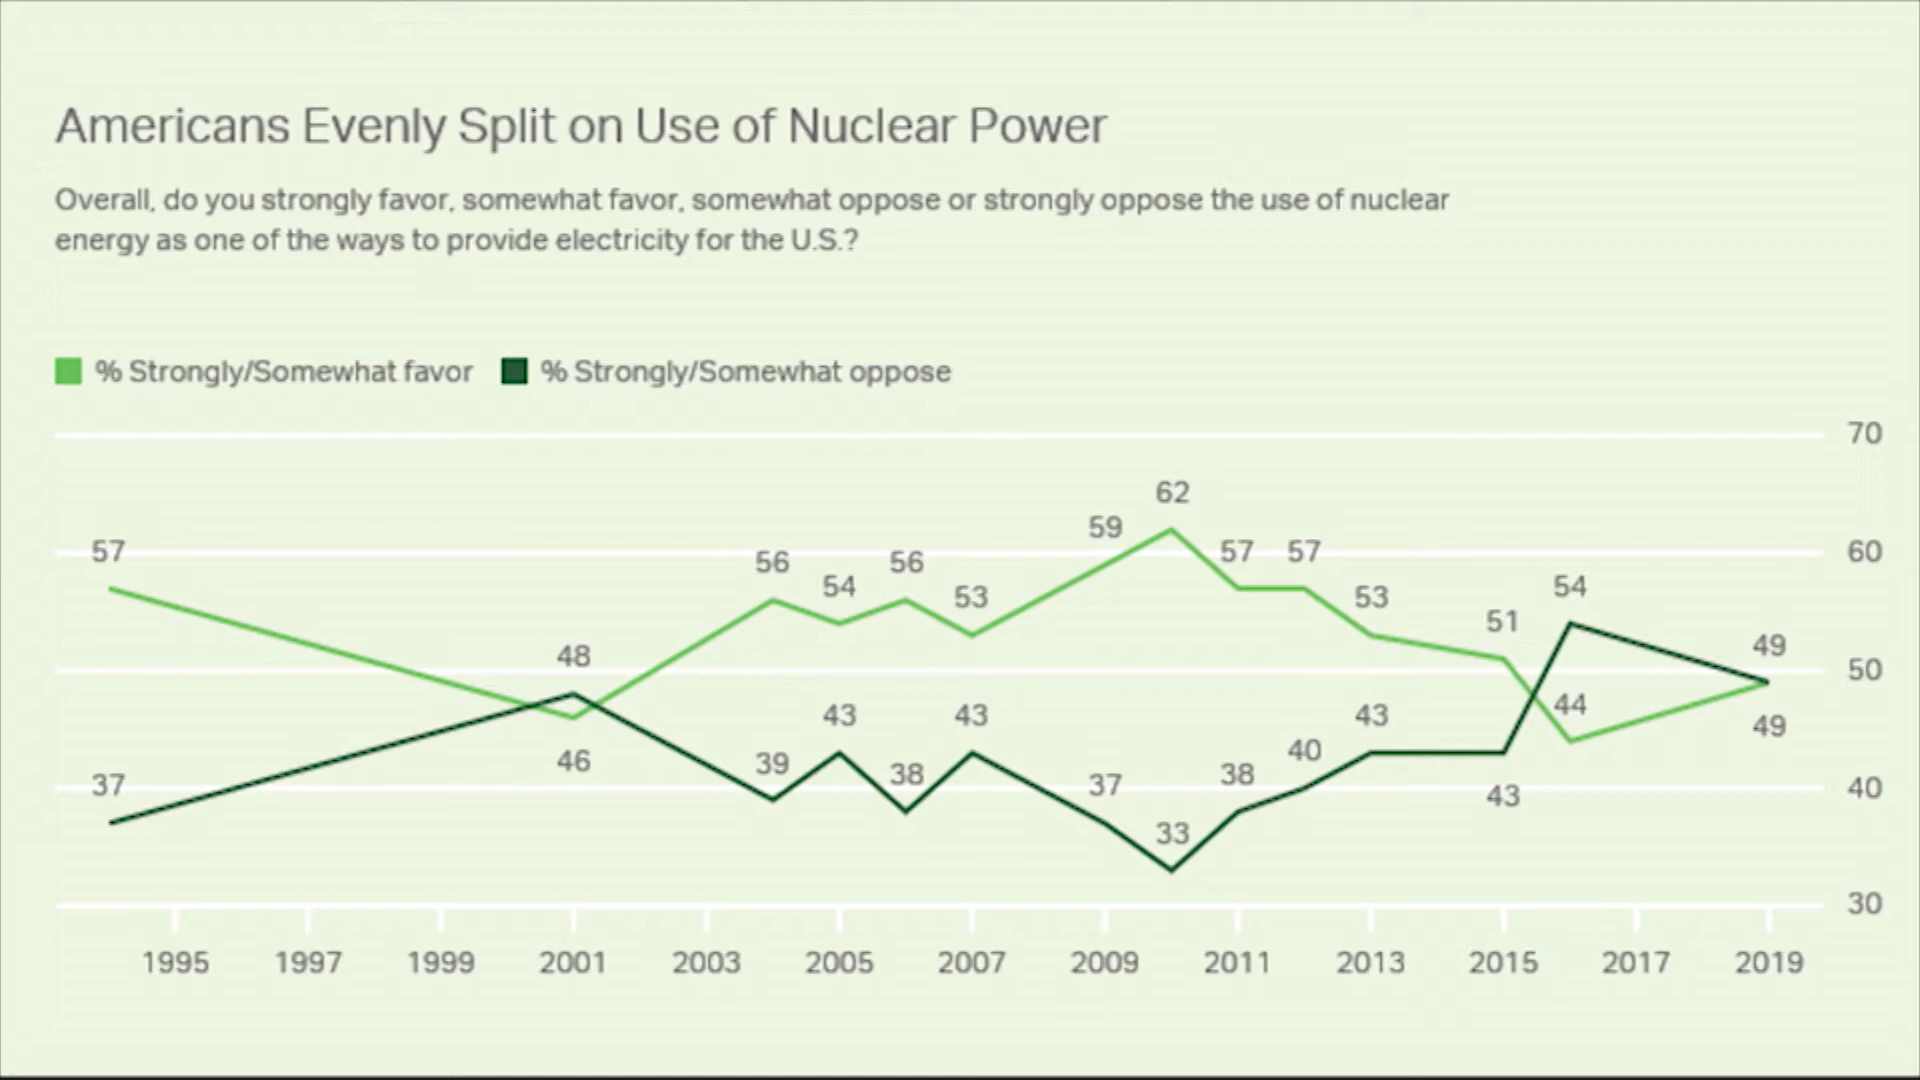 Americans Evenly Split on Use of Nuclear Power
Overall, do you strongly favor, somewhat favor, somewhat oppose or strongly oppose the use of nuclear
energy as one of the ways to provide electricity for the U.S.?
% Strongly/Somewhat favor % Strongly/Somewhat oppose
70
62
59
57 56 56 57 57 60
54 53 53 54
51
48 49 50
43 43 43 44 49
46 39 38 38 40
37 37 43 40
33
30
1995 1997 1999 2001 2003 2005 2007 2009 2011 2013 2015 2017 2019